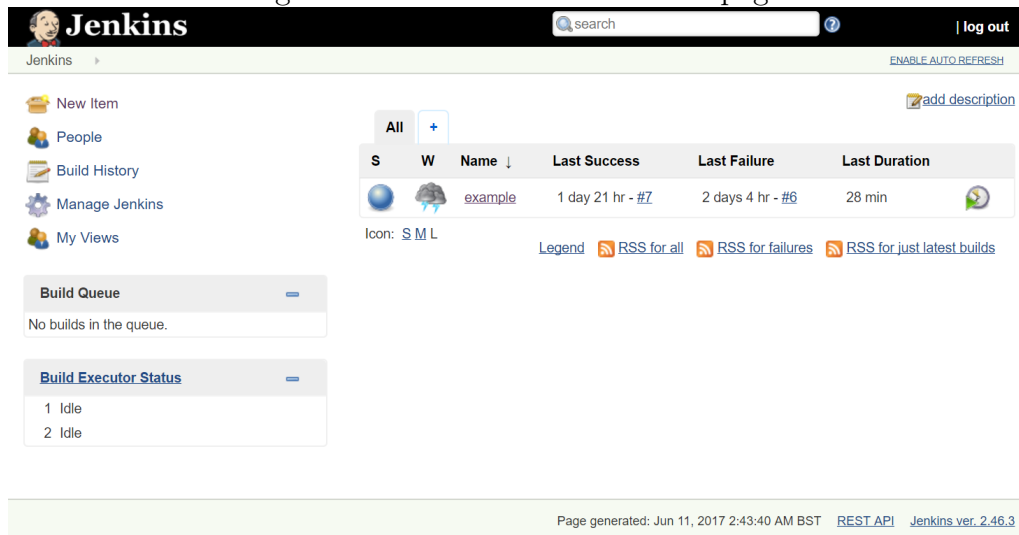 Jenkins
search
| log out
Jenkins
ENABLE AUTO REFRESH
New Item
People
Build History
Manage Jenkins
My Views
add description
All +
S W Name ↓ Last Success Last Failure Last Duration
example 1 day 21 hr - #7 2 days 4 hr - #6 28 min
Icon: S M L
Legend RSS for all RSS for failures RSS for just latest builds
Build Queue
No builds in the queue.
Build Executor Status
1 Idle
2 Idle
Page generated: Jun 11, 2017 2:43:40 AM BST REST API Jenkins ver. 2.46.3